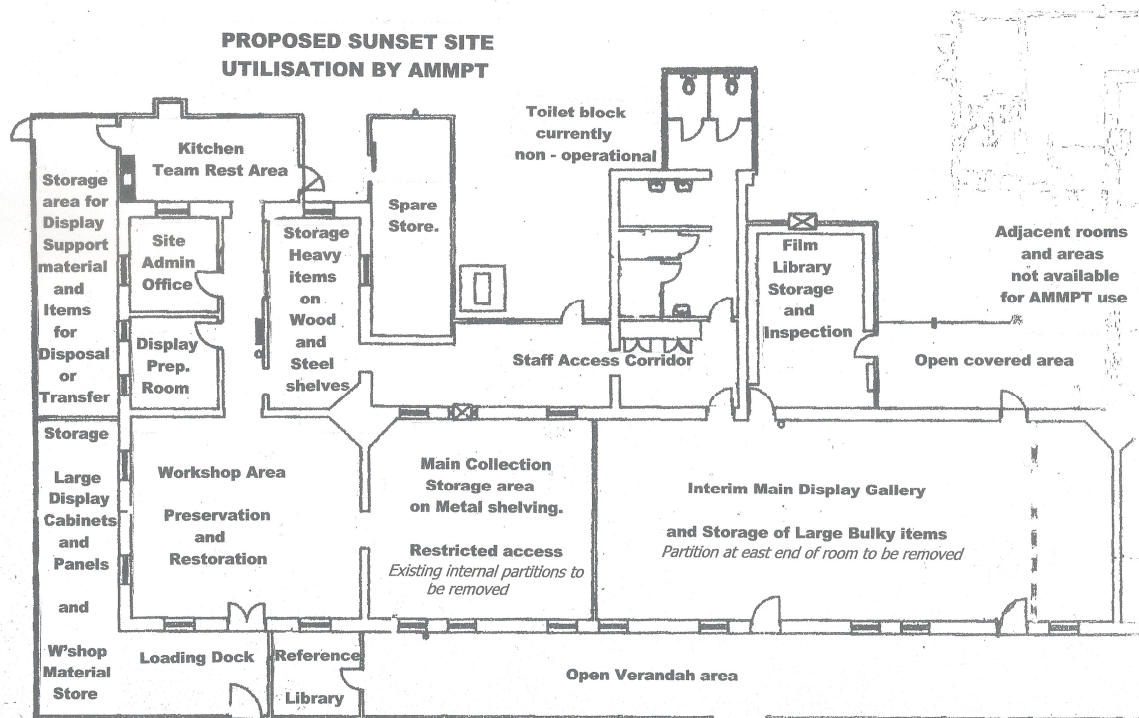 PROPOSED SUNSET SITE
UTILISATION BY AMMPT
Toilet block
currently
non - operational
Kitchen
Team Rest Area
Storage
area for
Display
Support
material
and
Items
for
Disposal
or
Transfer
Site
Admin
Office
Display
Prep.
Room
Storage
Heavy
items
on
Wood
and
Steel
shelves
Spare
Store.
Staff Access Corridor
Film
Library
Storage
and
Inspection
Adjacent rooms
and areas
not available
for AMMPT use
Open covered area
Storage
Large
Display
Cabinets
and
Panels
and
W'shop
Material
Store
Workshop Area
Preservation
and
Restoration
Main Collection
Storage area
on Metal shelving.
Restricted access
Existing internal partitions to
be removed
Interim Main Display Gallery
and Storage of Large Bulky items
Partition at east end of room to be removed
Loading Dock
Reference
Library
Open Verandah area